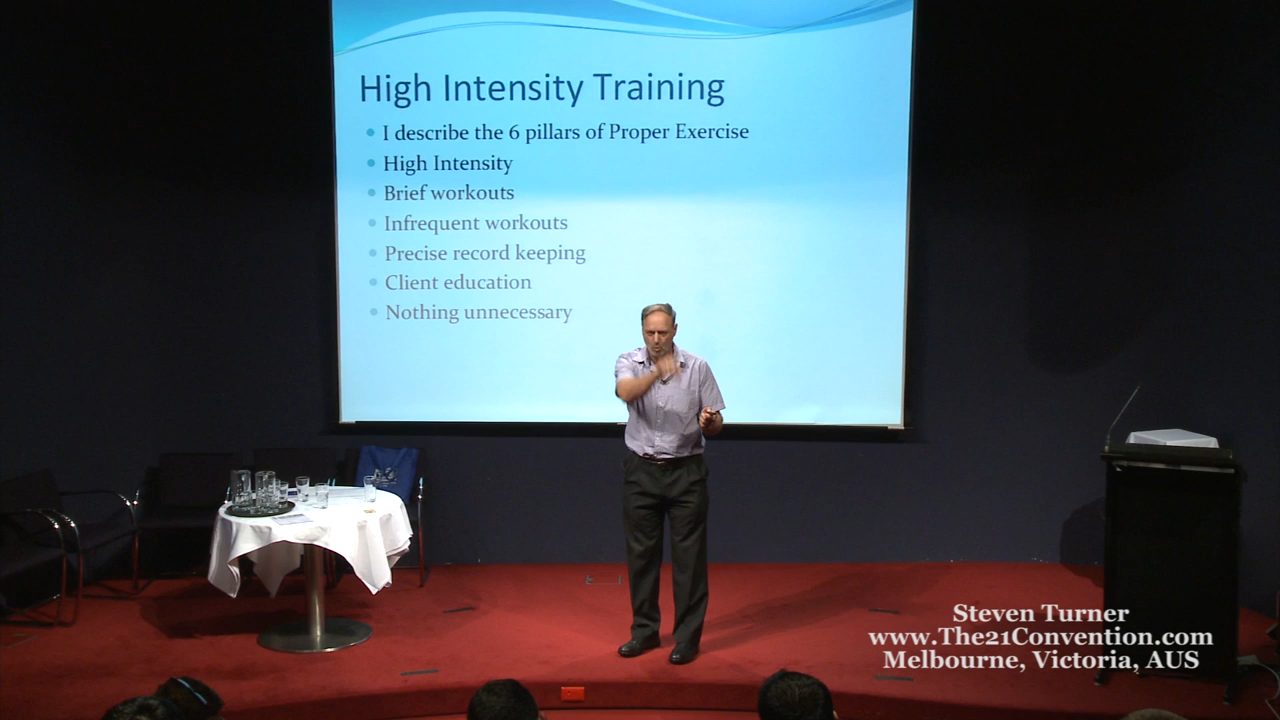 High Intensity Training
I describe the 6 pillars of Proper Exercise
High Intensity
Brief workouts
Infrequent workouts
Precise record keeping
Client education
Nothing unnecessary
Steven Turner
www.The21Convention.com
Melbourne, Victoria, AUS